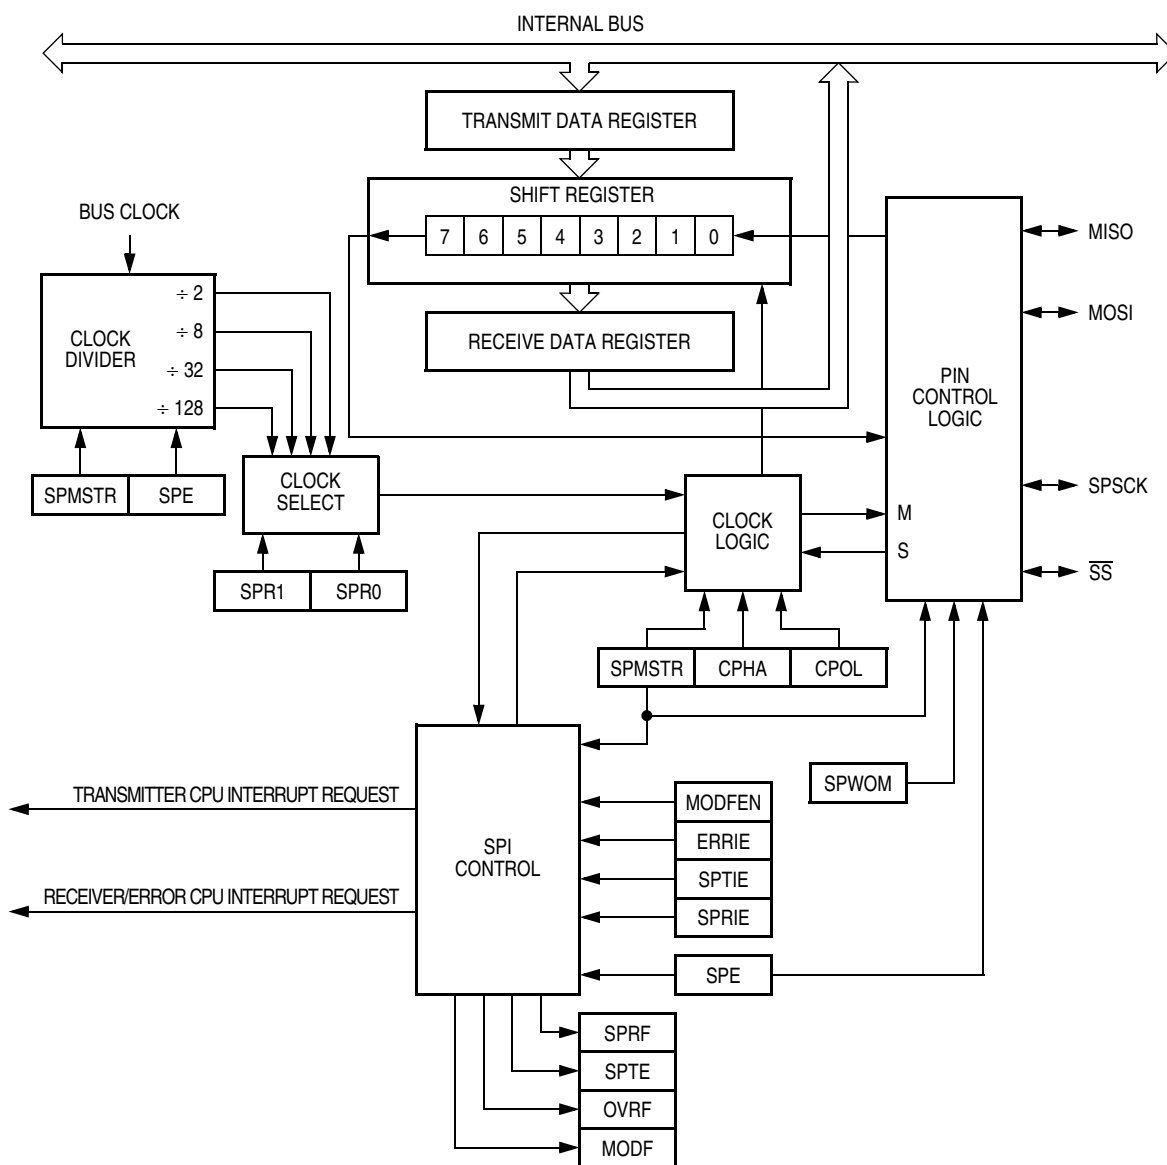 INTERNAL BUS
TRANSMIT DATA REGISTER
SHIFT REGISTER
7 6 5 4 3 2 1 0
BUS CLOCK
CLOCK
DIVIDER
÷ 2
÷ 8
÷ 32
÷ 128
RECEIVE DATA REGISTER
MISO
MOSI
PIN
CONTROL
LOGIC
SPMSTR SPE
CLOCK
SELECT
SPR1 SPR0
CLOCK
LOGIC
M
S
SPSCK
S̅S̅
SPMSTR CPHA CPOL
SPWOM
TRANSMITTER CPU INTERRUPT REQUEST
RECEIVER/ERROR CPU INTERRUPT REQUEST
SPI
CONTROL
MODFEN
ERRIE
SPTIE
SPRIE
SPE
SPRF
SPTE
OVRF
MODF